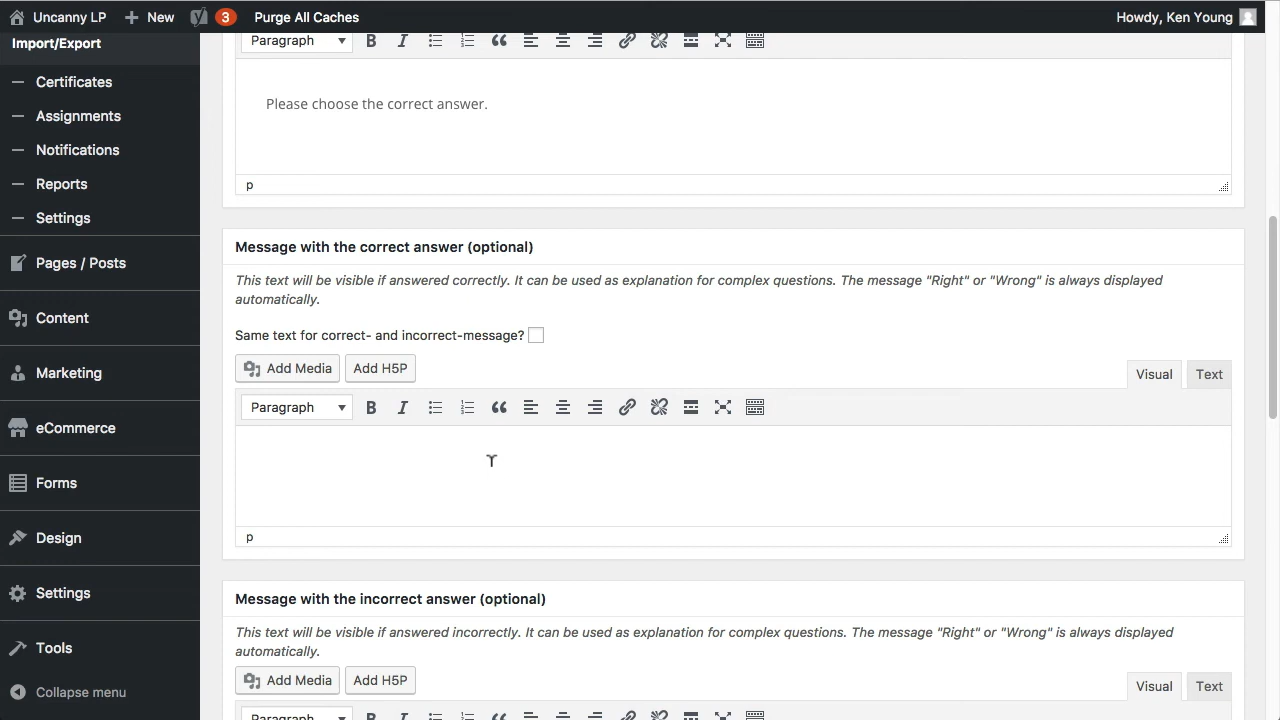 Uncanny LP
New
3
Purge All Caches
Howdy, Ken Young
Import/Export
Certificates
Assignments
Notifications
Reports
Settings
Pages / Posts
Content
Marketing
eCommerce
Forms
Design
Settings
Tools
Collapse menu
Paragraph
B I
Please choose the correct answer.
p
Message with the correct answer (optional)
This text will be visible if answered correctly. It can be used as explanation for complex questions. The message "Right" or "Wrong" is always displayed
automatically.
Same text for correct- and incorrect-message?
Add Media Add H5P
Visual Text
Paragraph
B I
p
Message with the incorrect answer (optional)
This text will be visible if answered incorrectly. It can be used as explanation for complex questions. The message "Right" or "Wrong" is always displayed
automatically.
Add Media Add H5P
Visual Text
Paragraph
B I